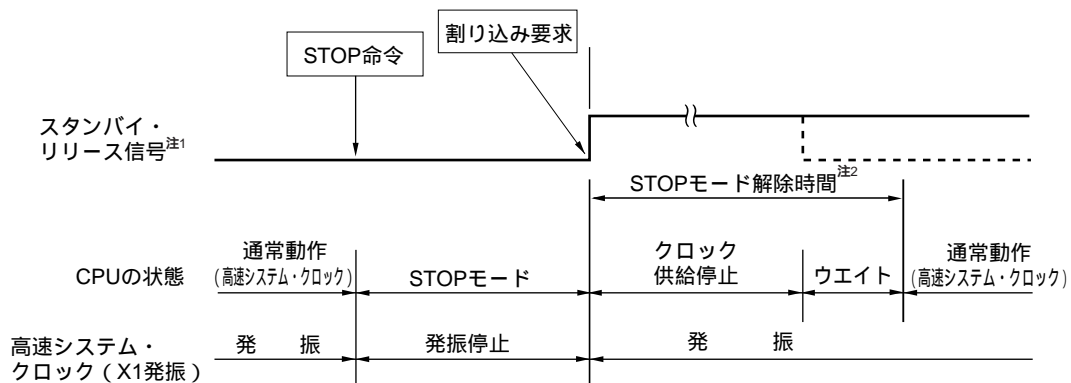 割り込み要求
STOP命令
スタンバイ・
リリース信号注1
STOPモード解除時間注2
CPUの状態
通常動作
(高速システム・クロック)
STOPモード
クロック
供給停止
ウエイト
通常動作
(高速システム・クロック)
高速システム・
クロック（X1発振）
発　振
発振停止
発　振